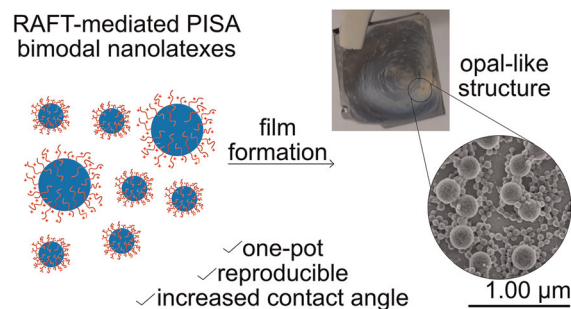 RAFT-mediated PISA
bimodal nanolatexes
film
formation
opal-like
structure
one-pot
reproducible
increased contact angle
1.00 µm